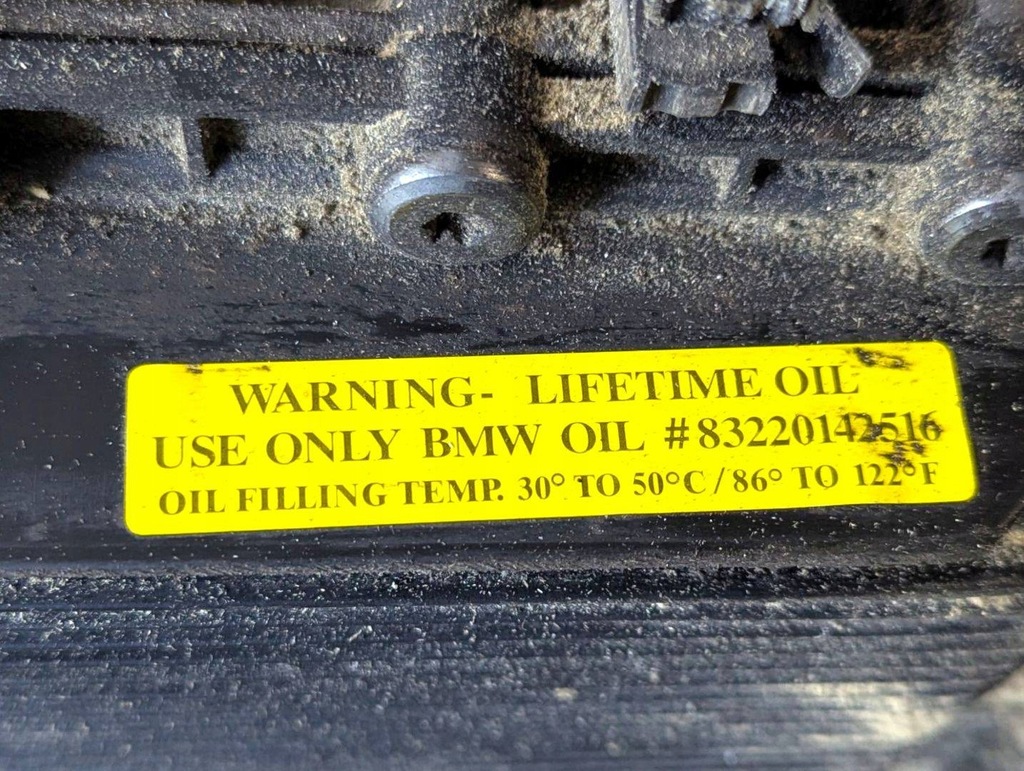 WARNING- LIFETIME OIL
USE ONLY BMW OIL #83220142516
OIL FILLING TEMP. 30° TO 50°C/86° TO 122°F